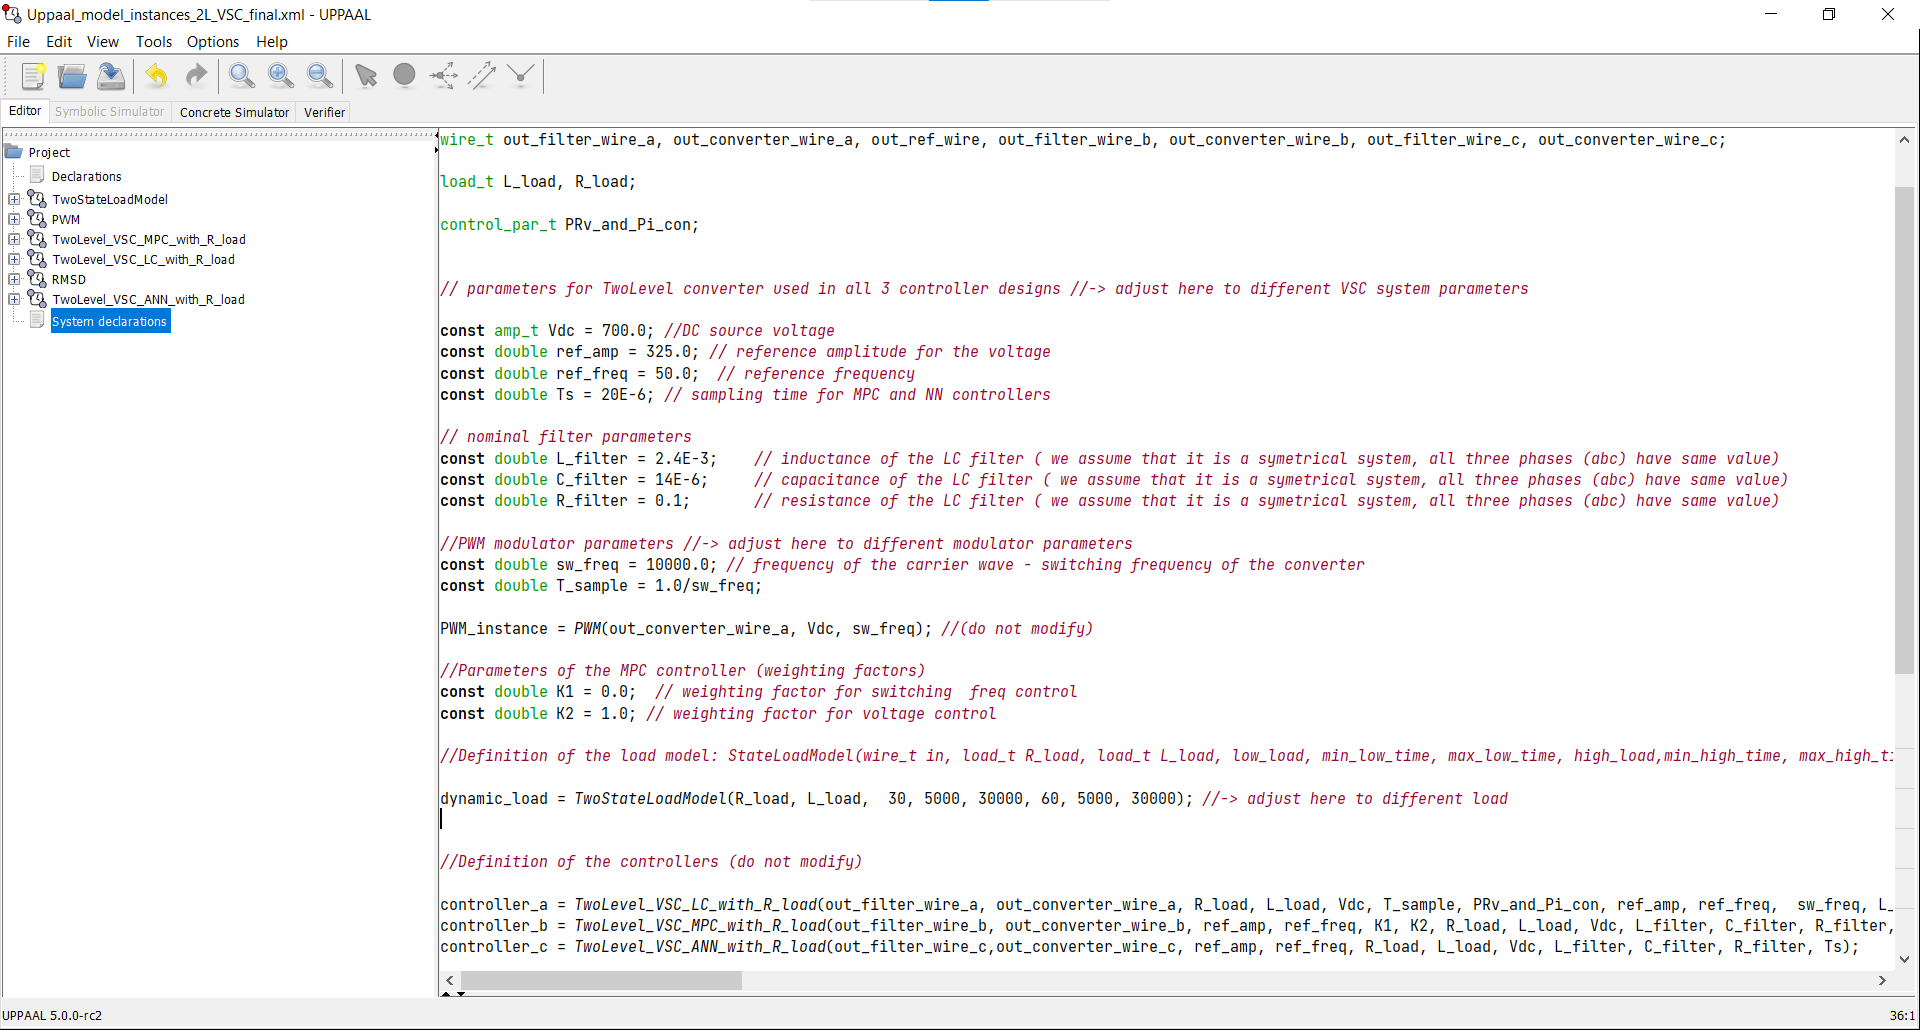 Uppaal_model_instances_2L_VSC_final.xml - UPPAAL
File Edit View Tools Options Help
Editor Symbolic Simulator Concrete Simulator Verifier
Project
Declarations
TwoStateLoadModel
PWM
TwoLevel_VSC_MPC_with_R_load
TwoLevel_VSC_LC_with_R_load
RMSD
TwoLevel_VSC_ANN_with_R_load
System declarations
wire_t out_filter_wire_a, out_converter_wire_a, out_ref_wire, out_filter_wire_b, out_converter_wire_b, out_filter_wire_c, out_converter_wire_c;
load_t L_load, R_load;
control_par_t PRv_and_Pi_con;
// parameters for TwoLevel converter used in all 3 controller designs //-> adjust here to different VSC system parameters
const amp_t Vdc = 700.0; //DC source voltage
const double ref_amp = 325.0; // reference amplitude for the voltage
const double ref_freq = 50.0;  // reference frequency
const double Ts = 20E-6; // sampling time for MPC and NN controllers
// nominal filter parameters
const double L_filter = 2.4E-3;    // inductance of the LC filter ( we assume that it is a symetrical system, all three phases (abc) have same value)
const double C_filter = 14E-6;     // capacitance of the LC filter ( we assume that it is a symetrical system, all three phases (abc) have same value)
const double R_filter = 0.1;       // resistance of the LC filter ( we assume that it is a symetrical system, all three phases (abc) have same value)
//PWM modulator parameters //-> adjust here to different modulator parameters
const double sw_freq = 10000.0; // frequency of the carrier wave - switching frequency of the converter
const double T_sample = 1.0/sw_freq;
PWM_instance = PWM(out_converter_wire_a, Vdc, sw_freq); //(do not modify)
//Parameters of the MPC controller (weighting factors)
const double K1 = 0.0;  // weighting factor for switching  freq control
const double K2 = 1.0; // weighting factor for voltage control
//Definition of the load model: StateLoadModel(wire_t in, load_t R_load, load_t L_load, low_load, min_low_time, max_low_time, high_load,min_high_time, max_high_ti
dynamic_load = TwoStateLoadModel(R_load, L_load,  30, 5000, 30000, 60, 5000, 30000); //-> adjust here to different load
//Definition of the controllers (do not modify)
controller_a = TwoLevel_VSC_LC_with_R_load(out_filter_wire_a, out_converter_wire_a, R_load, L_load, Vdc, T_sample, PRv_and_Pi_con, ref_amp, ref_freq,  sw_freq, L_
controller_b = TwoLevel_VSC_MPC_with_R_load(out_filter_wire_b, out_converter_wire_b, ref_amp, ref_freq, K1, K2, R_load, L_load, Vdc, L_filter, C_filter, R_filter,
controller_c = TwoLevel_VSC_ANN_with_R_load(out_filter_wire_c,out_converter_wire_c, ref_amp, ref_freq, R_load, L_load, Vdc, L_filter, C_filter, R_filter, Ts);
UPPAAL 5.0.0-rc2
36:1